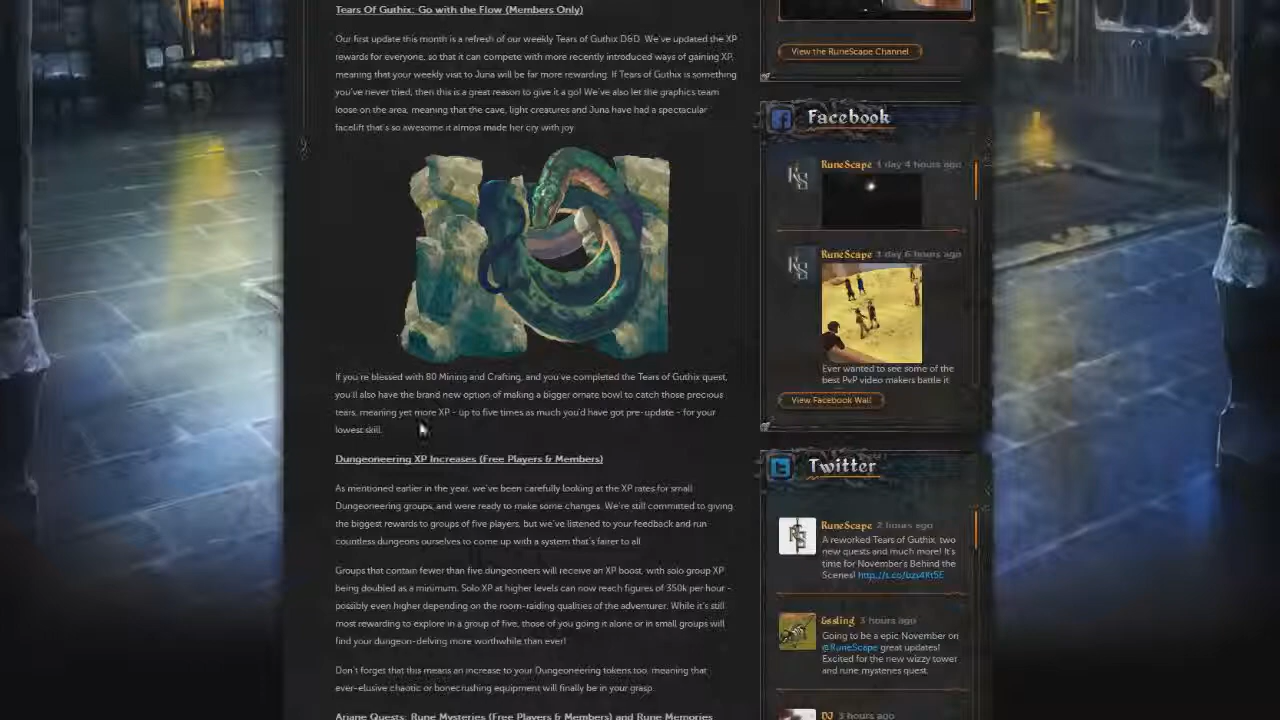 Tears Of Guthix: Go with the Flow (Members Only)
Our first update this month is a refresh of our weekly Tears of Guthix D&D. We've updated the XP
rewards for everyone, so that it can compete with more recently introduced ways of gaining XP,
meaning that your weekly visit to Juna will be far more rewarding. If Tears of Guthix is something
you've never tried, then this is a great reason to give it a go! We've also let the graphics team
loose on the area, meaning that the cave, light creatures and Juna have had a spectacular
facelift that's so awesome it almost made her cry with joy.
If you're blessed with 80 Mining and Crafting, and you've completed the Tears of Guthix quest,
you'll also have the brand new option of making a bigger ornate bowl to catch those precious
tears, meaning yet more XP - up to five times as much you'd have got pre-update - for your
lowest skill.
Dungeoneering XP Increases (Free Players & Members)
As mentioned earlier in the year, we've been carefully looking at the XP rates for small
Dungeoneering groups, and were ready to make some changes. We're still committed to giving
the biggest rewards to groups of five players, but we've listened to your feedback and run
countless dungeons ourselves to come up with a system that's fairer to all.
Groups that contain fewer than five dungeoneers will receive an XP boost, with solo group XP
being doubled as a minimum. Solo XP at higher levels can now reach figures of 350k per hour -
possibly even higher depending on the room-raiding qualities of the adventurer. While it's still
most rewarding to explore in a group of five, those of you going it alone or in small groups will
find your dungeon-delving more worthwhile than ever!
Don't forget that this means an increase to your Dungeoneering tokens too, meaning that
ever-elusive chaotic or bonecrushing equipment will finally be in your grasp.
Ariane Quests: Rune Mysteries (Free Players & Members) and Rune Memories
View the RuneScape Channel
Facebook
RuneScape 1 day 4 hours ago
RuneScape 1 day 6 hours ago
Ever wanted to see some of the
best PvP video makers battle it
View Facebook Wall
Twitter
RuneScape 2 hours ago
A reworked Tears of Guthix, two
new quests and much more! It's
time for November's Behind the
Scenes! http://t.co/bzs4Kt5E
Essling 3 hours ago
Going to be a epic November on
@RuneScape great updates!
Excited for the new wizzy tower
and rune mysteries quest.
DJ 3 hours ago